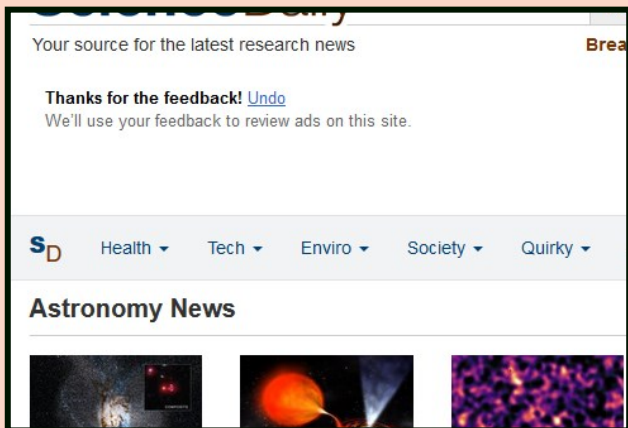 Your source for the latest research news
Brea
Thanks for the feedback! Undo
We'll use your feedback to review ads on this site.
SD
Health
Tech
Enviro
Society
Quirky
Astronomy News